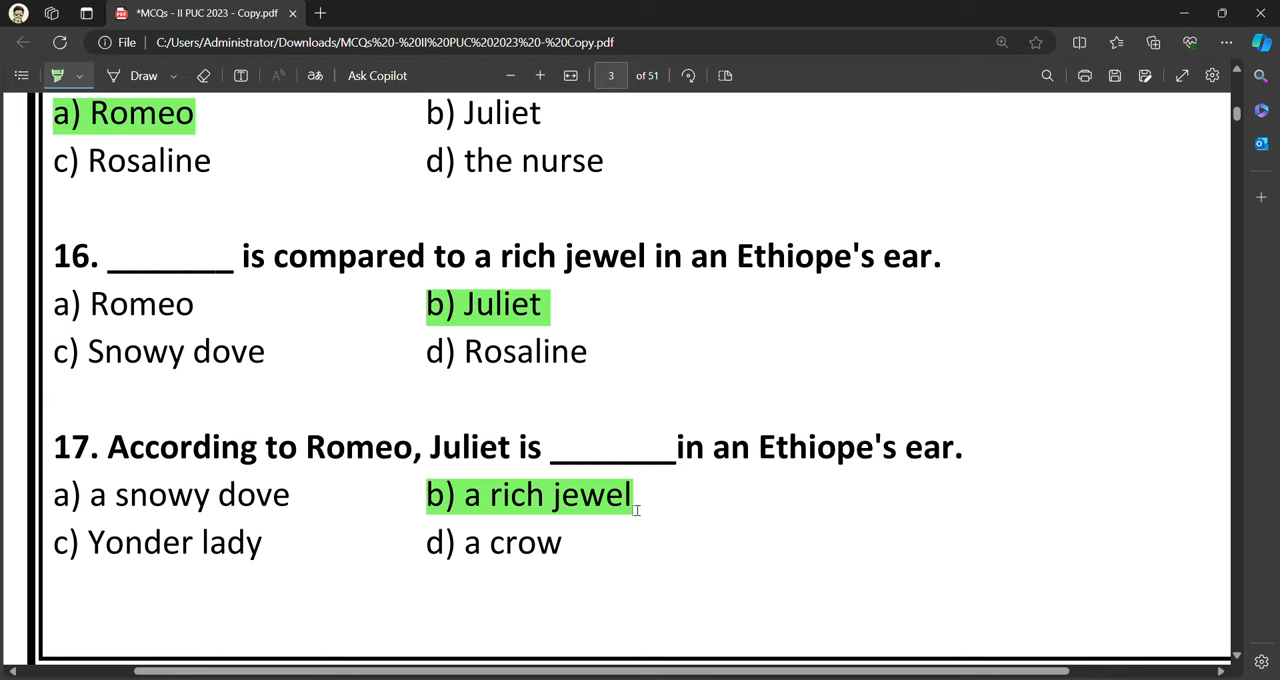 *MCQs - II PUC 2023 - Copy.pdf
File C:/Users/Administrator/Downloads/MCQs%20-%20II%20PUC%202023%20-%20Copy.pdf
Draw Ask Copilot 3 of 51
a) Romeo b) Juliet
c) Rosaline d) the nurse
16. _______ is compared to a rich jewel in an Ethiope's ear.
a) Romeo b) Juliet
c) Snowy dove d) Rosaline
17. According to Romeo, Juliet is _______in an Ethiope's ear.
a) a snowy dove b) a rich jewel
c) Yonder lady d) a crow